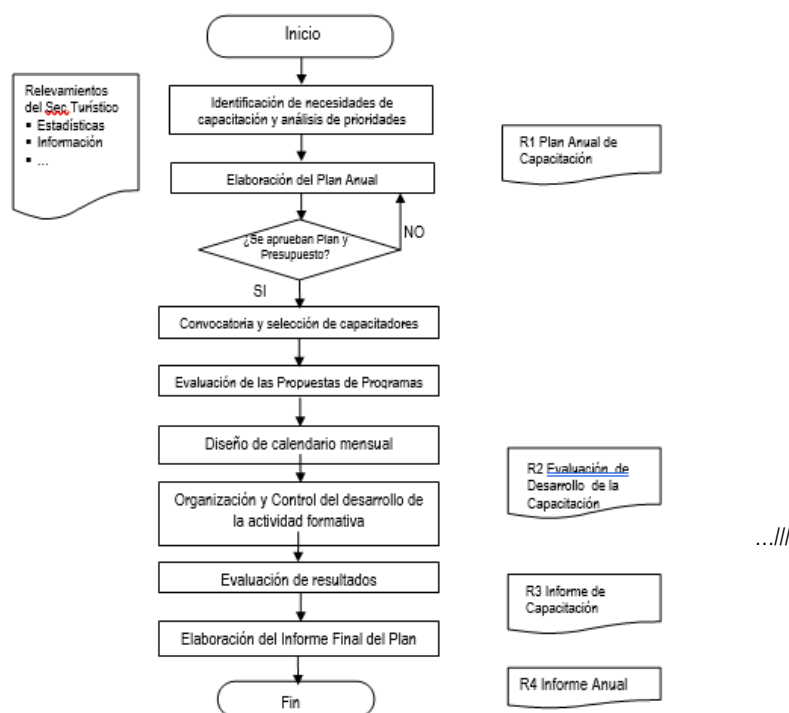 Inicio
Relevamientos
del Sec.Turístico
▪ Estadísticas
▪ Información
▪ ...
Identificación de necesidades de
capacitación y análisis de prioridades
R1 Plan Anual de
Capacitación
Elaboración del Plan Anual
NO
¿Se aprueban Plan y
Presupuesto?
SI
Convocatoria y selección de capacitadores
Evaluación de las Propuestas de Programas
Diseño de calendario mensual
R2 Evaluación de
Desarrollo de la
Capacitación
Organización y Control del desarrollo de
la actividad formativa
...///
Evaluación de resultados
R3 Informe de
Capacitación
Elaboración del Informe Final del Plan
R4 Informe Anual
Fin